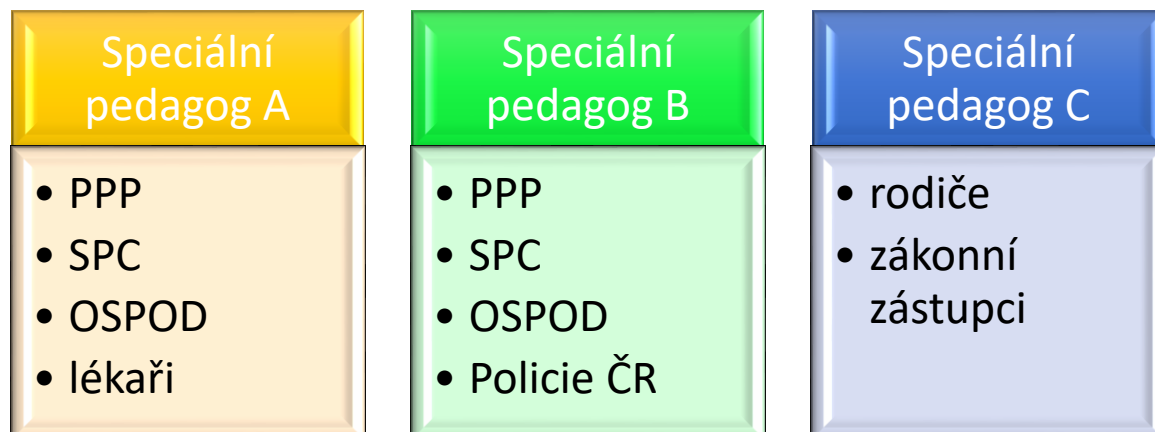 Speciální
pedagog A
• PPP
• SPC
• OSPOD
• lékaři
Speciální
pedagog B
• PPP
• SPC
• OSPOD
• Policie ČR
Speciální
pedagog C
• rodiče
• zákonní
zástupci